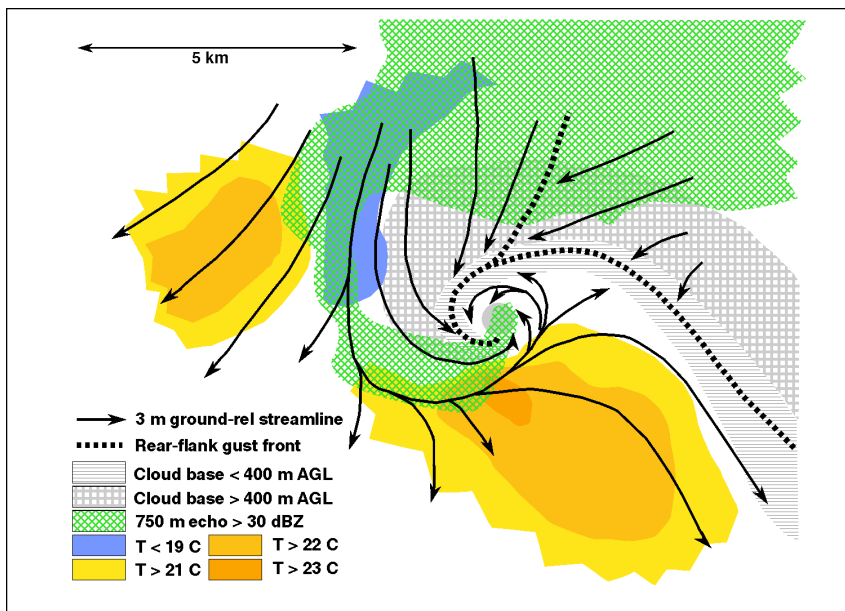 5 km
3 m ground-rel streamline
Rear-flank gust front
Cloud base < 400 m AGL
Cloud base > 400 m AGL
750 m echo > 30 dBZ
T < 19 C T > 22 C
T > 21 C T > 23 C